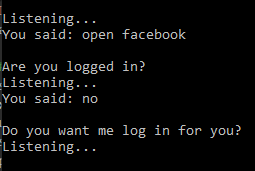 Listening...
You said: open facebook
Are you logged in?
Listening...
You said: no
Do you want me log in for you?
Listening...